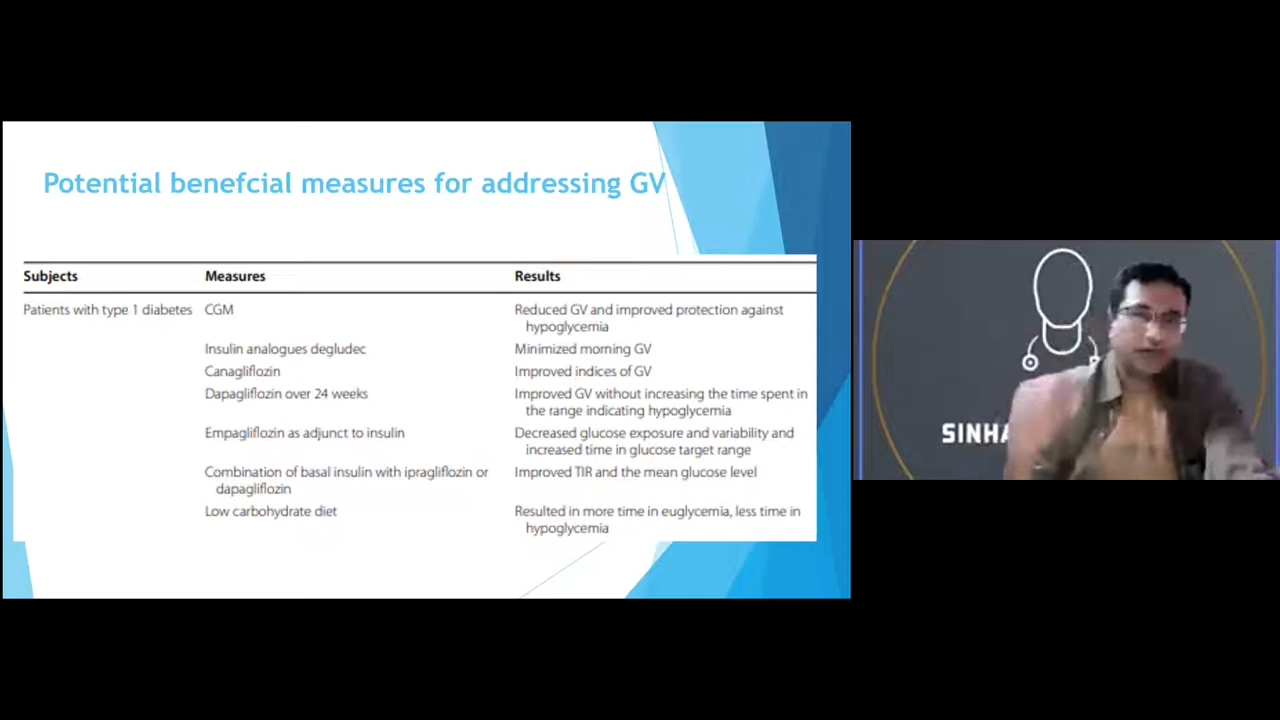 Potential benefcial measures for addressing GV
Subjects Measures Results
Patients with type 1 diabetes CGM Reduced GV and improved protection against
hypoglycemia
Insulin analogues degludec Minimized morning GV
Canagliflozin Improved indices of GV
Dapagliflozin over 24 weeks Improved GV without increasing the time spent in
the range indicating hypoglycemia
Empagliflozin as adjunct to insulin Decreased glucose exposure and variability and
increased time in glucose target range
Combination of basal insulin with ipragliflozin or Improved TIR and the mean glucose level
dapagliflozin
Low carbohydrate diet Resulted in more time in euglycemia, less time in
hypoglycemia
SINHA